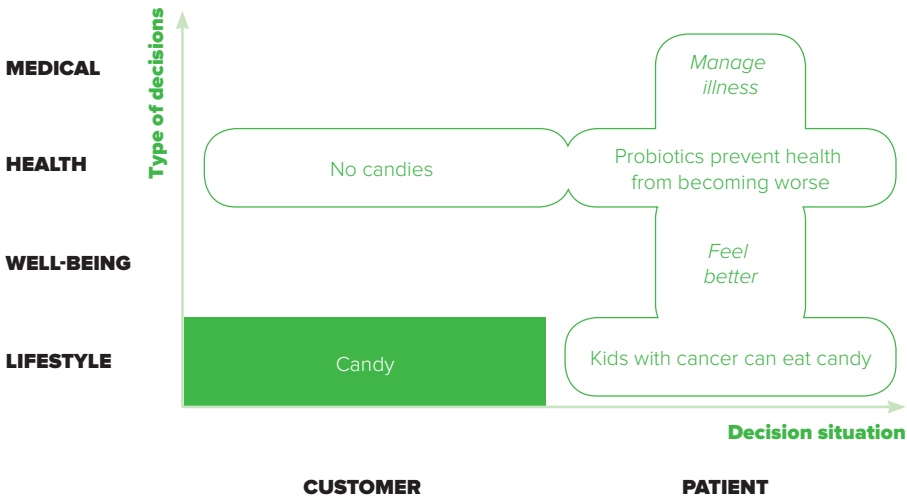 Type of decisions
MEDICAL
Manage
illness
HEALTH
No candies
Probiotics prevent health
from becoming worse
WELL-BEING
Feel
better
LIFESTYLE
Candy
Kids with cancer can eat candy
Decision situation
CUSTOMER
PATIENT